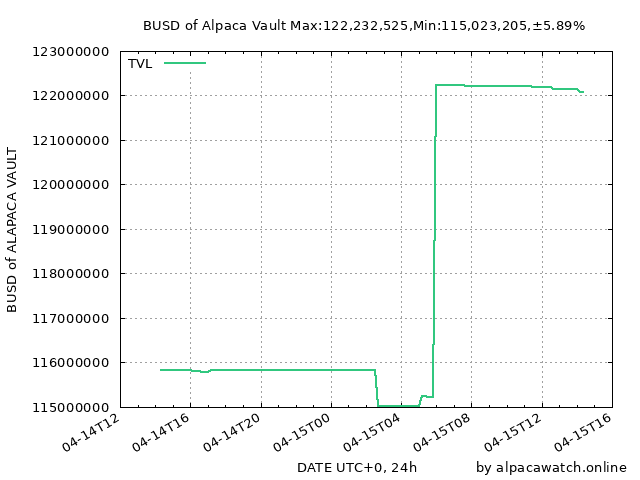 BUSD of Alpaca Vault Max:122,232,525,Min:115,023,205,±5.89%
TVL
123000000
122000000
121000000
120000000
119000000
118000000
117000000
116000000
115000000
BUSD of ALAPACA VAULT
04-14T12
04-14T16
04-14T20
04-15T00
04-15T04
04-15T08
04-15T12
04-15T16
DATE UTC+0, 24h
by alpacawatch.online